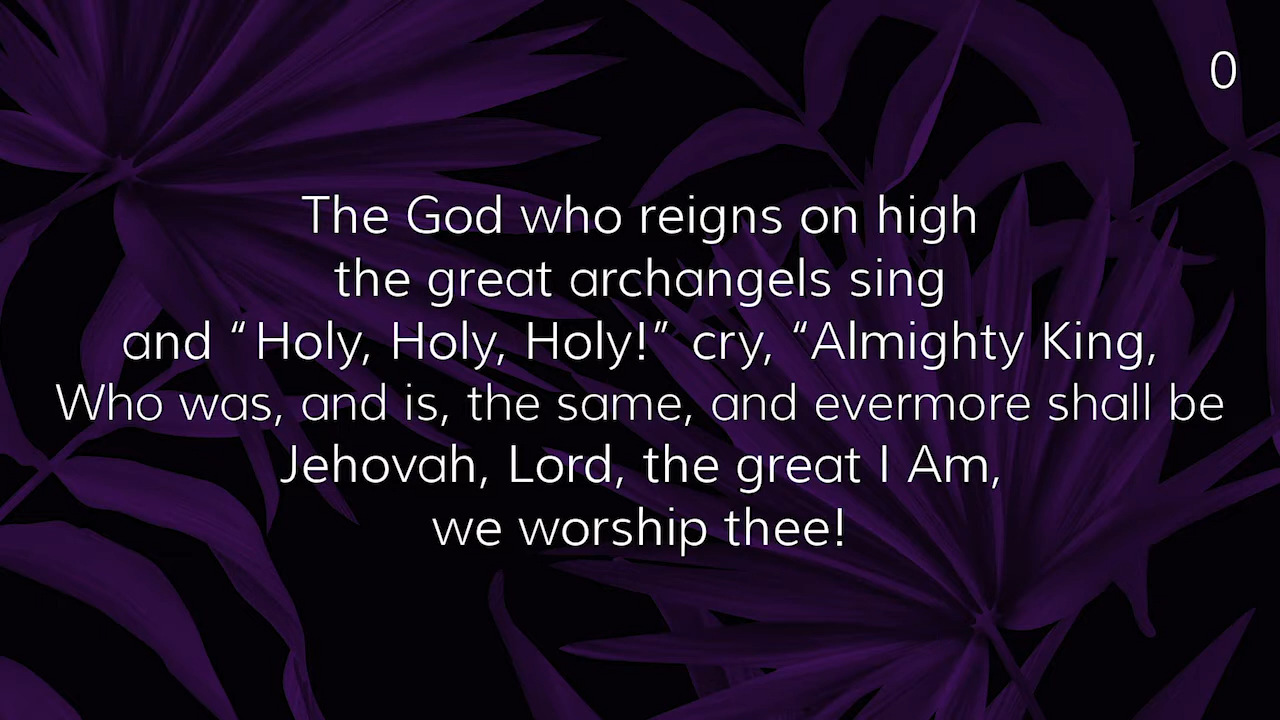 0
The God who reigns on high
the great archangels sing
and “Holy, Holy, Holy!” cry, “Almighty King,
Who was, and is, the same, and evermore shall be
Jehovah, Lord, the great I Am,
we worship thee!